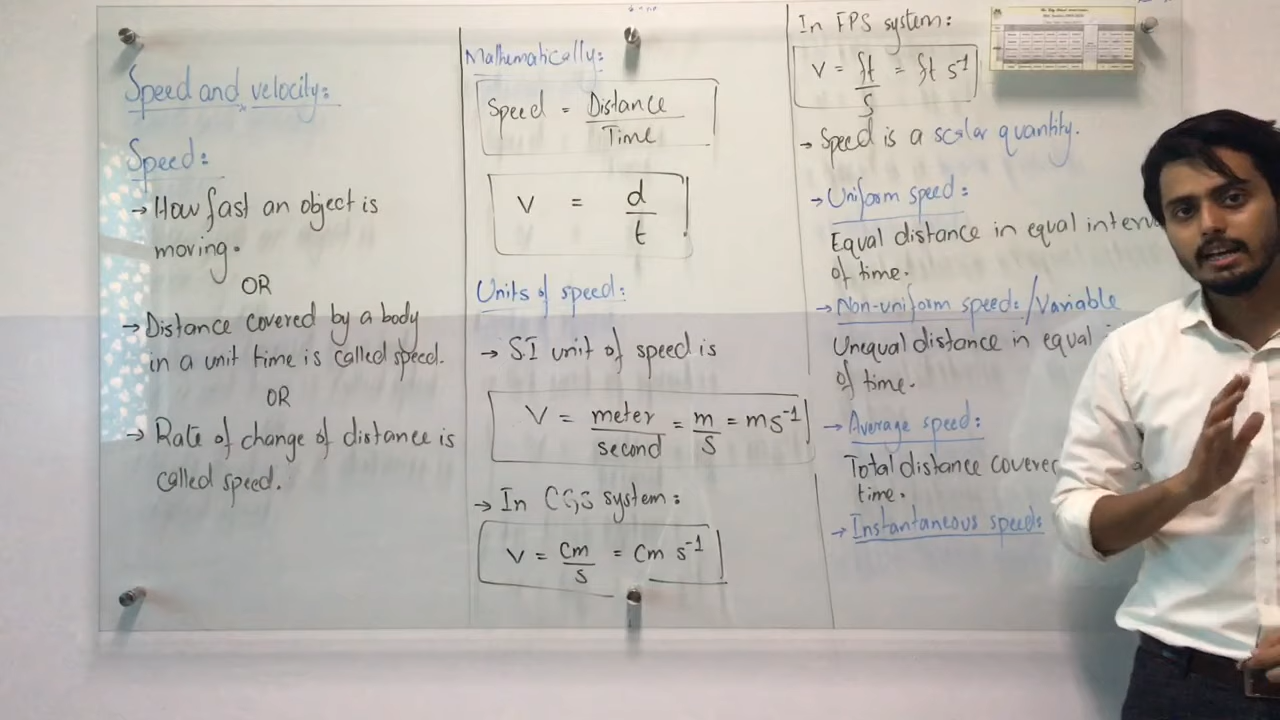 Speed and velocity:
Speed:
→ How fast an object is
moving.
OR
→ Distance covered by a body
in a unit time is called speed.
OR
→ Rate of change of distance is
called speed.
Mathematically:
Speed = Distance / Time
V = d / t
Units of speed:
→ SI unit of speed is
V = meter / second = m / s = ms⁻¹
→ In CGS system:
V = cm / s = cm s⁻¹
In FPS system:
V = ft / s = ft s⁻¹
→ Speed is a scalar quantity.
→ Uniform speed:
Equal distance in equal
of time.
→ Non-uniform speed:/Variable
Unequal distance in equal
of time.
→ Average speed:
Total distance
time.
→ Instantaneous speed: